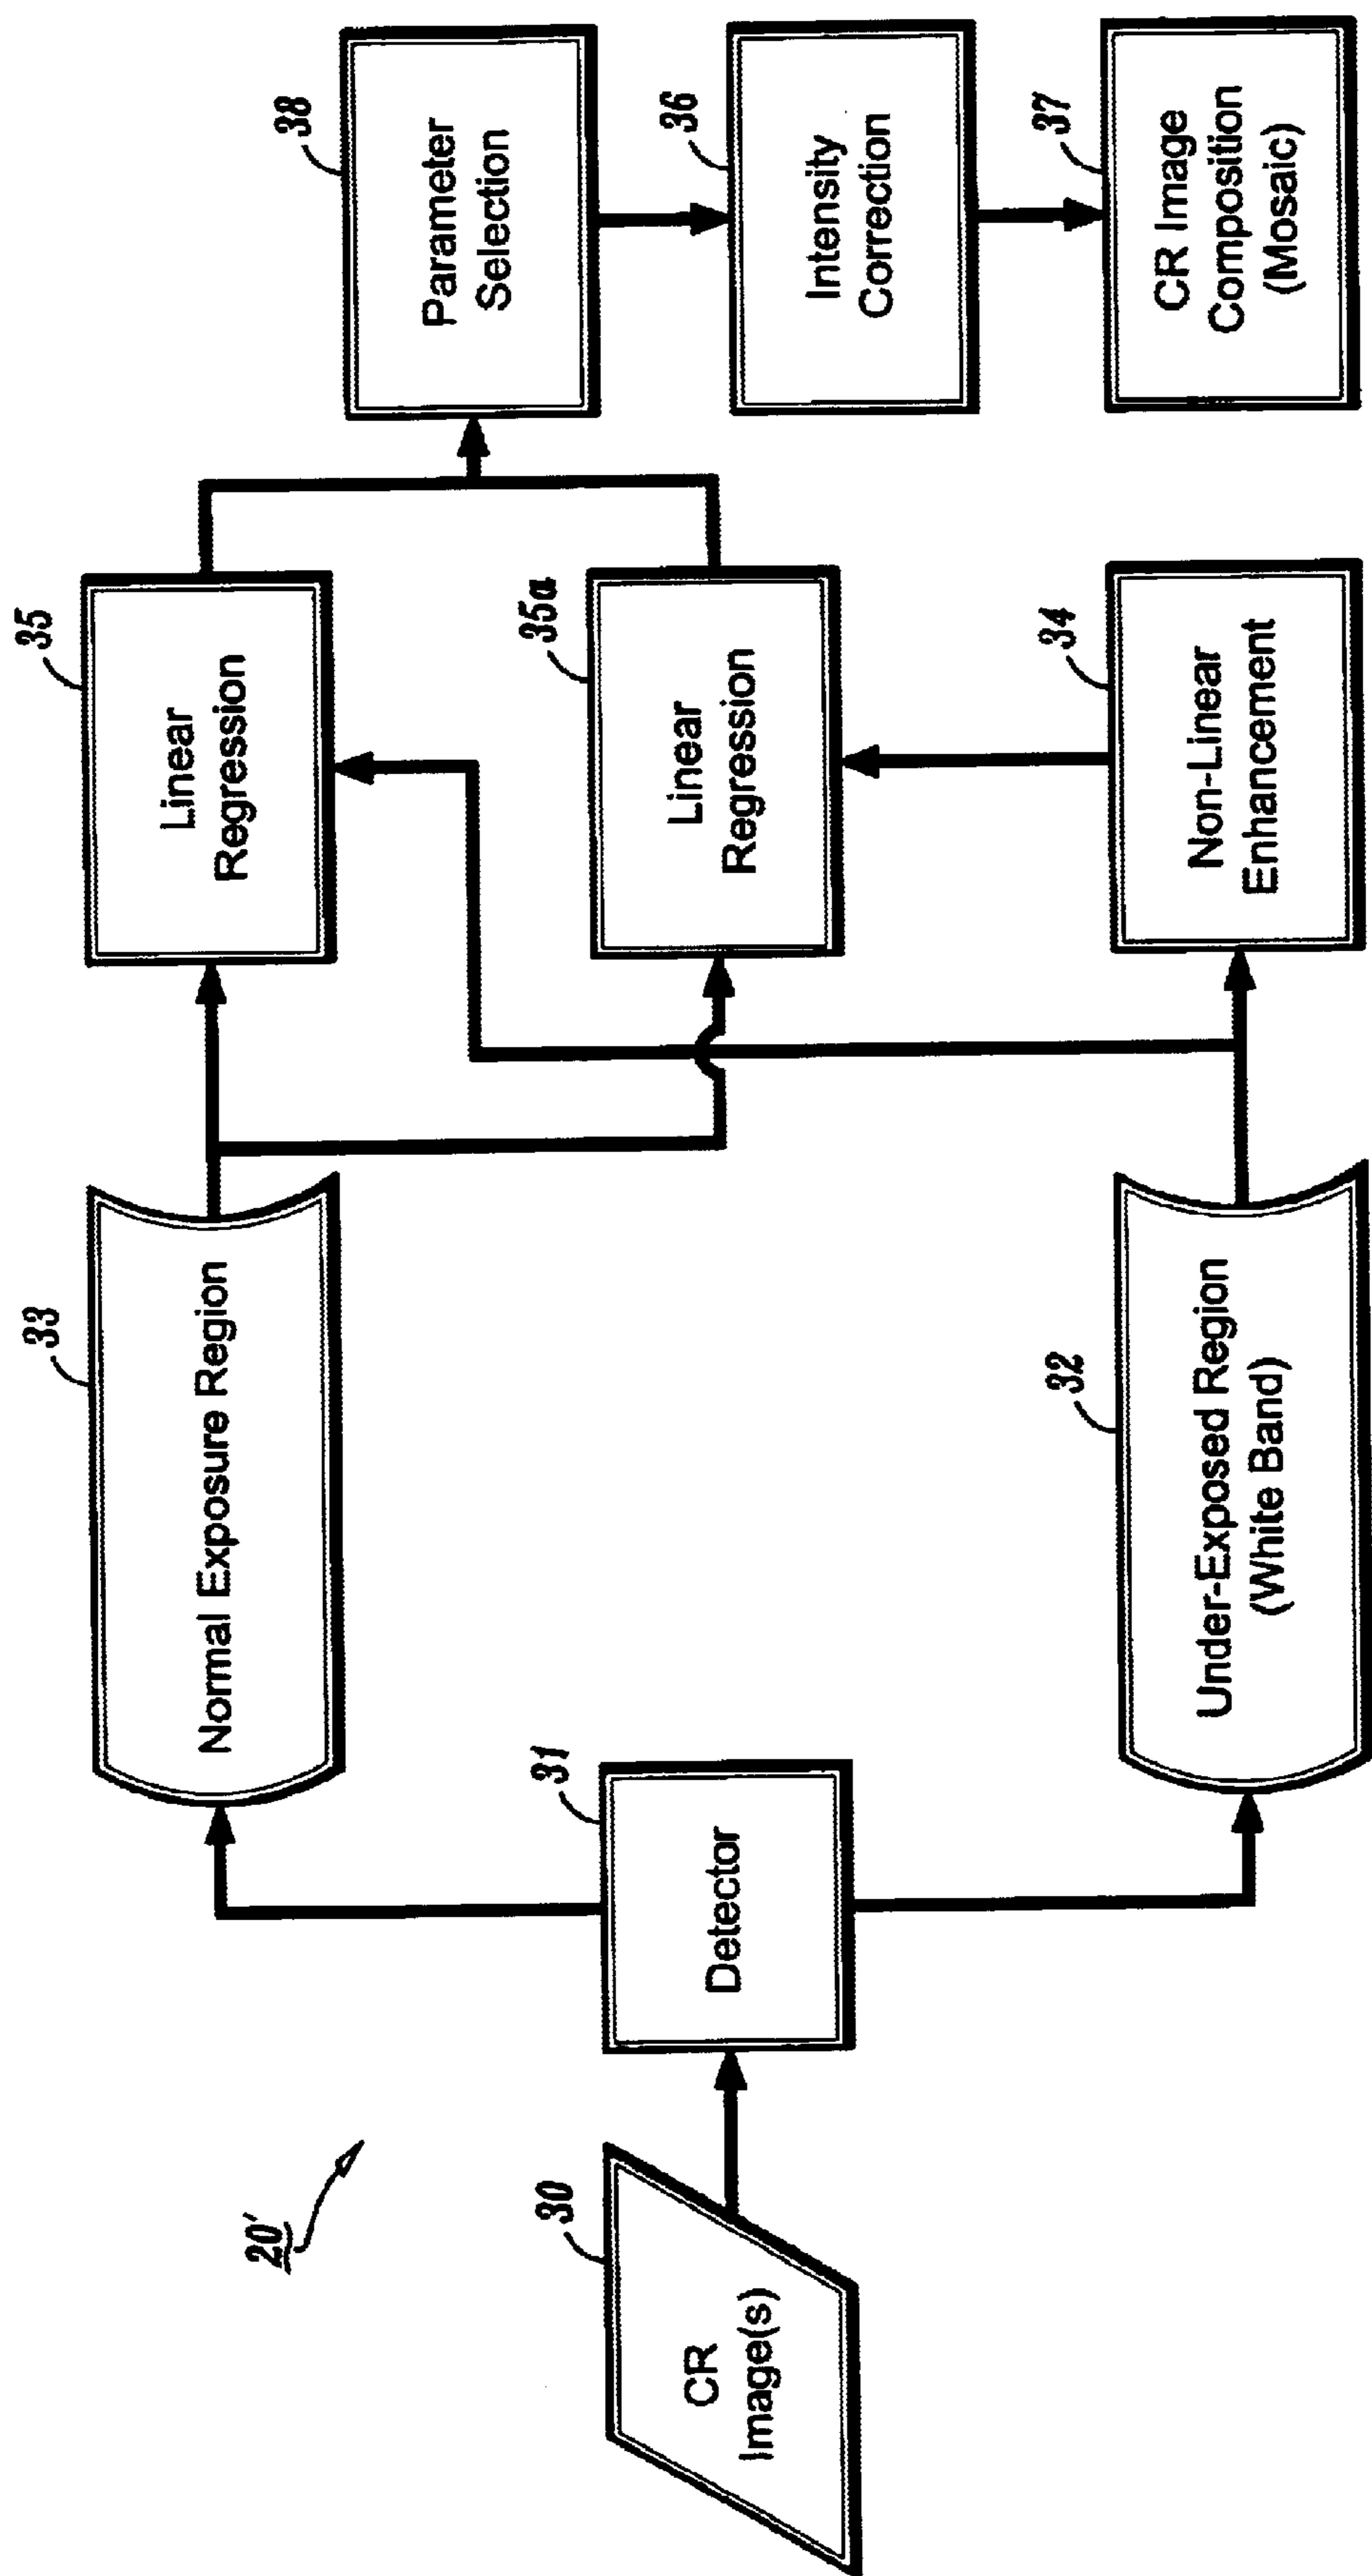 20'
30
CR
Image(s)
31
Detector
33
Normal Exposure Region
32
Under-Exposed Region
(White Band)
35
Linear
Regression
35a
Linear
Regression
34
Non-Linear
Enhancement
38
Parameter
Selection
36
Intensity
Correction
37
CR Image
Composition
(Mosaic)